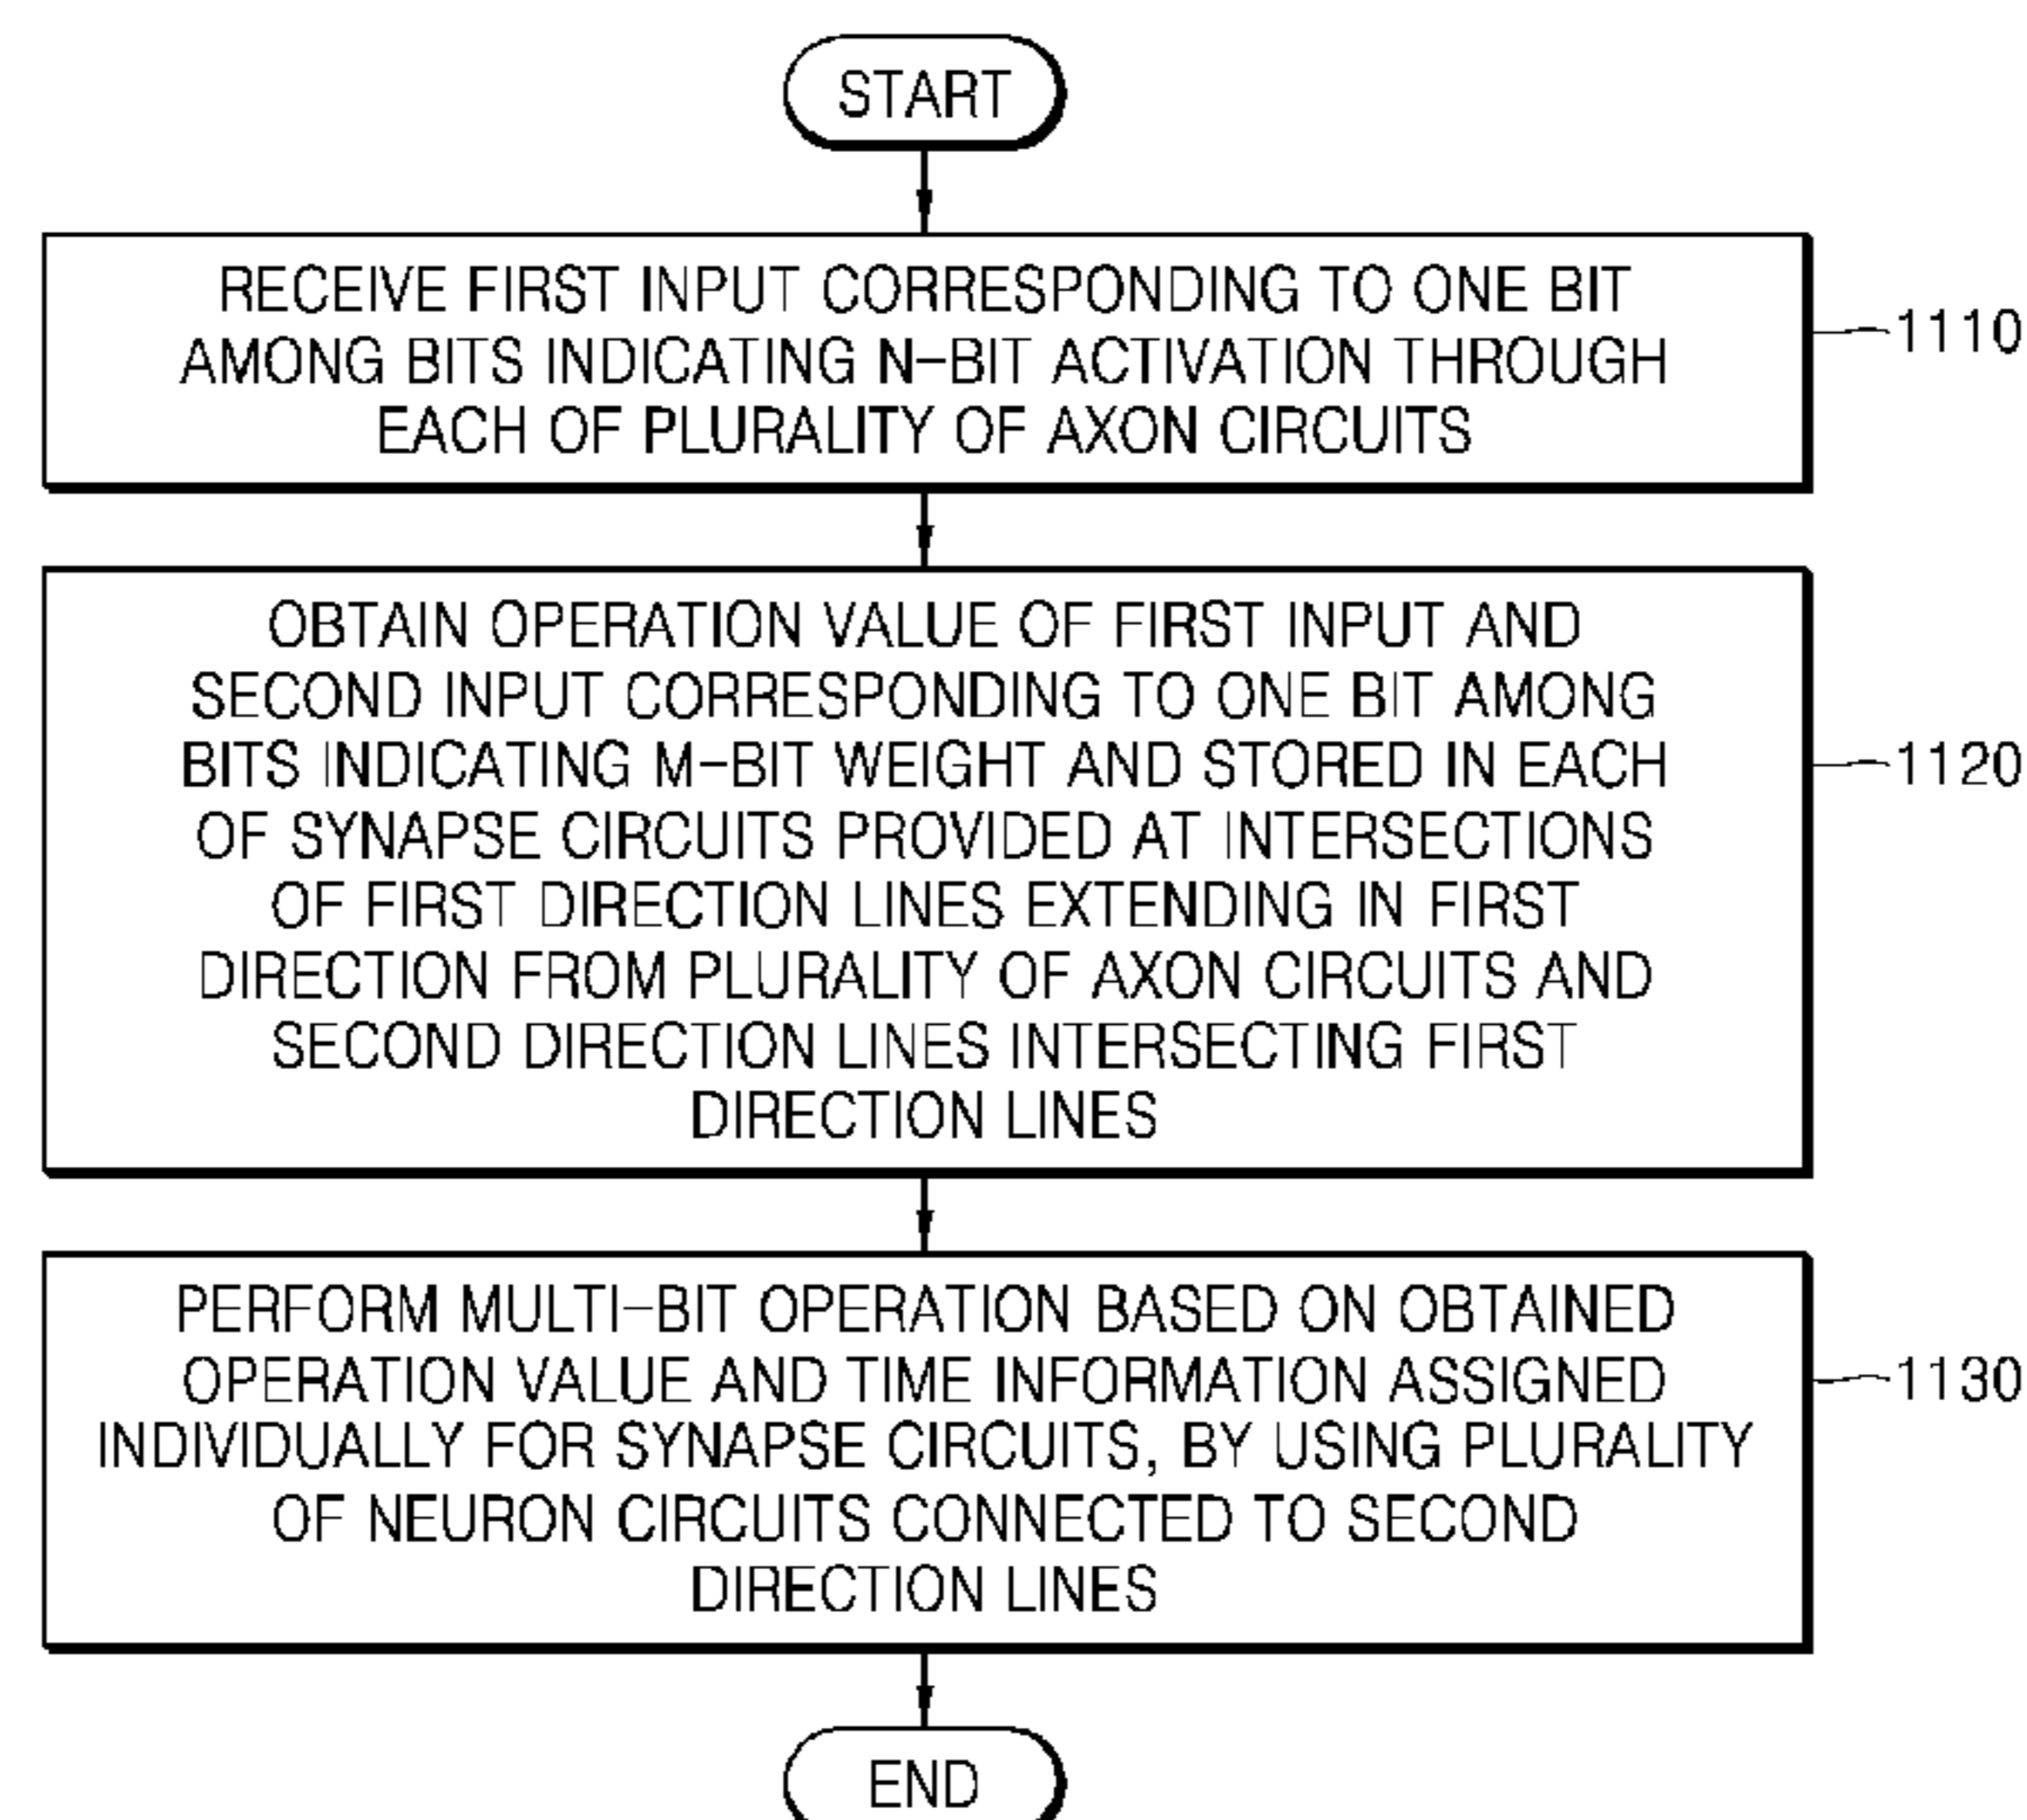 START
RECEIVE FIRST INPUT CORRESPONDING TO ONE BIT
AMONG BITS INDICATING N-BIT ACTIVATION THROUGH
EACH OF PLURALITY OF AXON CIRCUITS
1110
OBTAIN OPERATION VALUE OF FIRST INPUT AND
SECOND INPUT CORRESPONDING TO ONE BIT AMONG
BITS INDICATING M-BIT WEIGHT AND STORED IN EACH
OF SYNAPSE CIRCUITS PROVIDED AT INTERSECTIONS
OF FIRST DIRECTION LINES EXTENDING IN FIRST
DIRECTION FROM PLURALITY OF AXON CIRCUITS AND
SECOND DIRECTION LINES INTERSECTING FIRST
DIRECTION LINES
1120
PERFORM MULTI-BIT OPERATION BASED ON OBTAINED
OPERATION VALUE AND TIME INFORMATION ASSIGNED
INDIVIDUALLY FOR SYNAPSE CIRCUITS, BY USING PLURALITY
OF NEURON CIRCUITS CONNECTED TO SECOND
DIRECTION LINES
1130
END